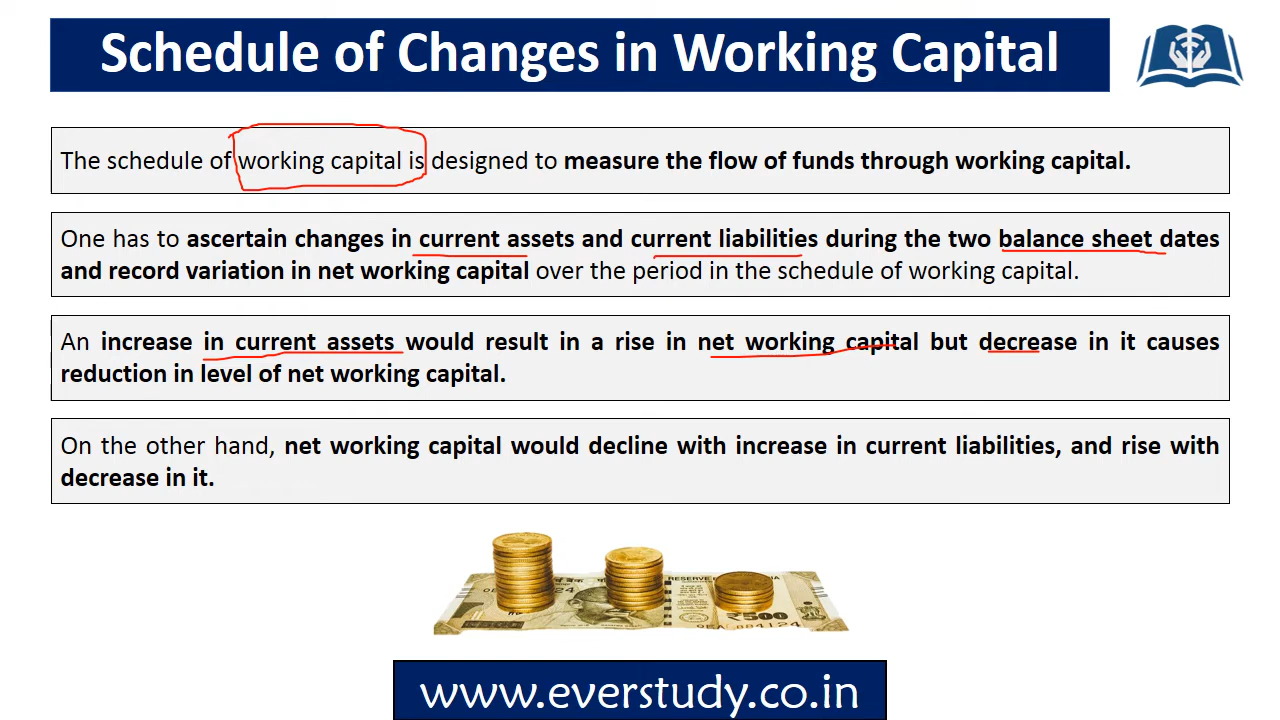 Schedule of Changes in Working Capital
The schedule of working capital is designed to measure the flow of funds through working capital.
One has to ascertain changes in current assets and current liabilities during the two balance sheet dates
and record variation in net working capital over the period in the schedule of working capital.
An increase in current assets would result in a rise in net working capital but decrease in it causes
reduction in level of net working capital.
On the other hand, net working capital would decline with increase in current liabilities, and rise with
decrease in it.
RESERVE
₹500
www.everstudy.co.in